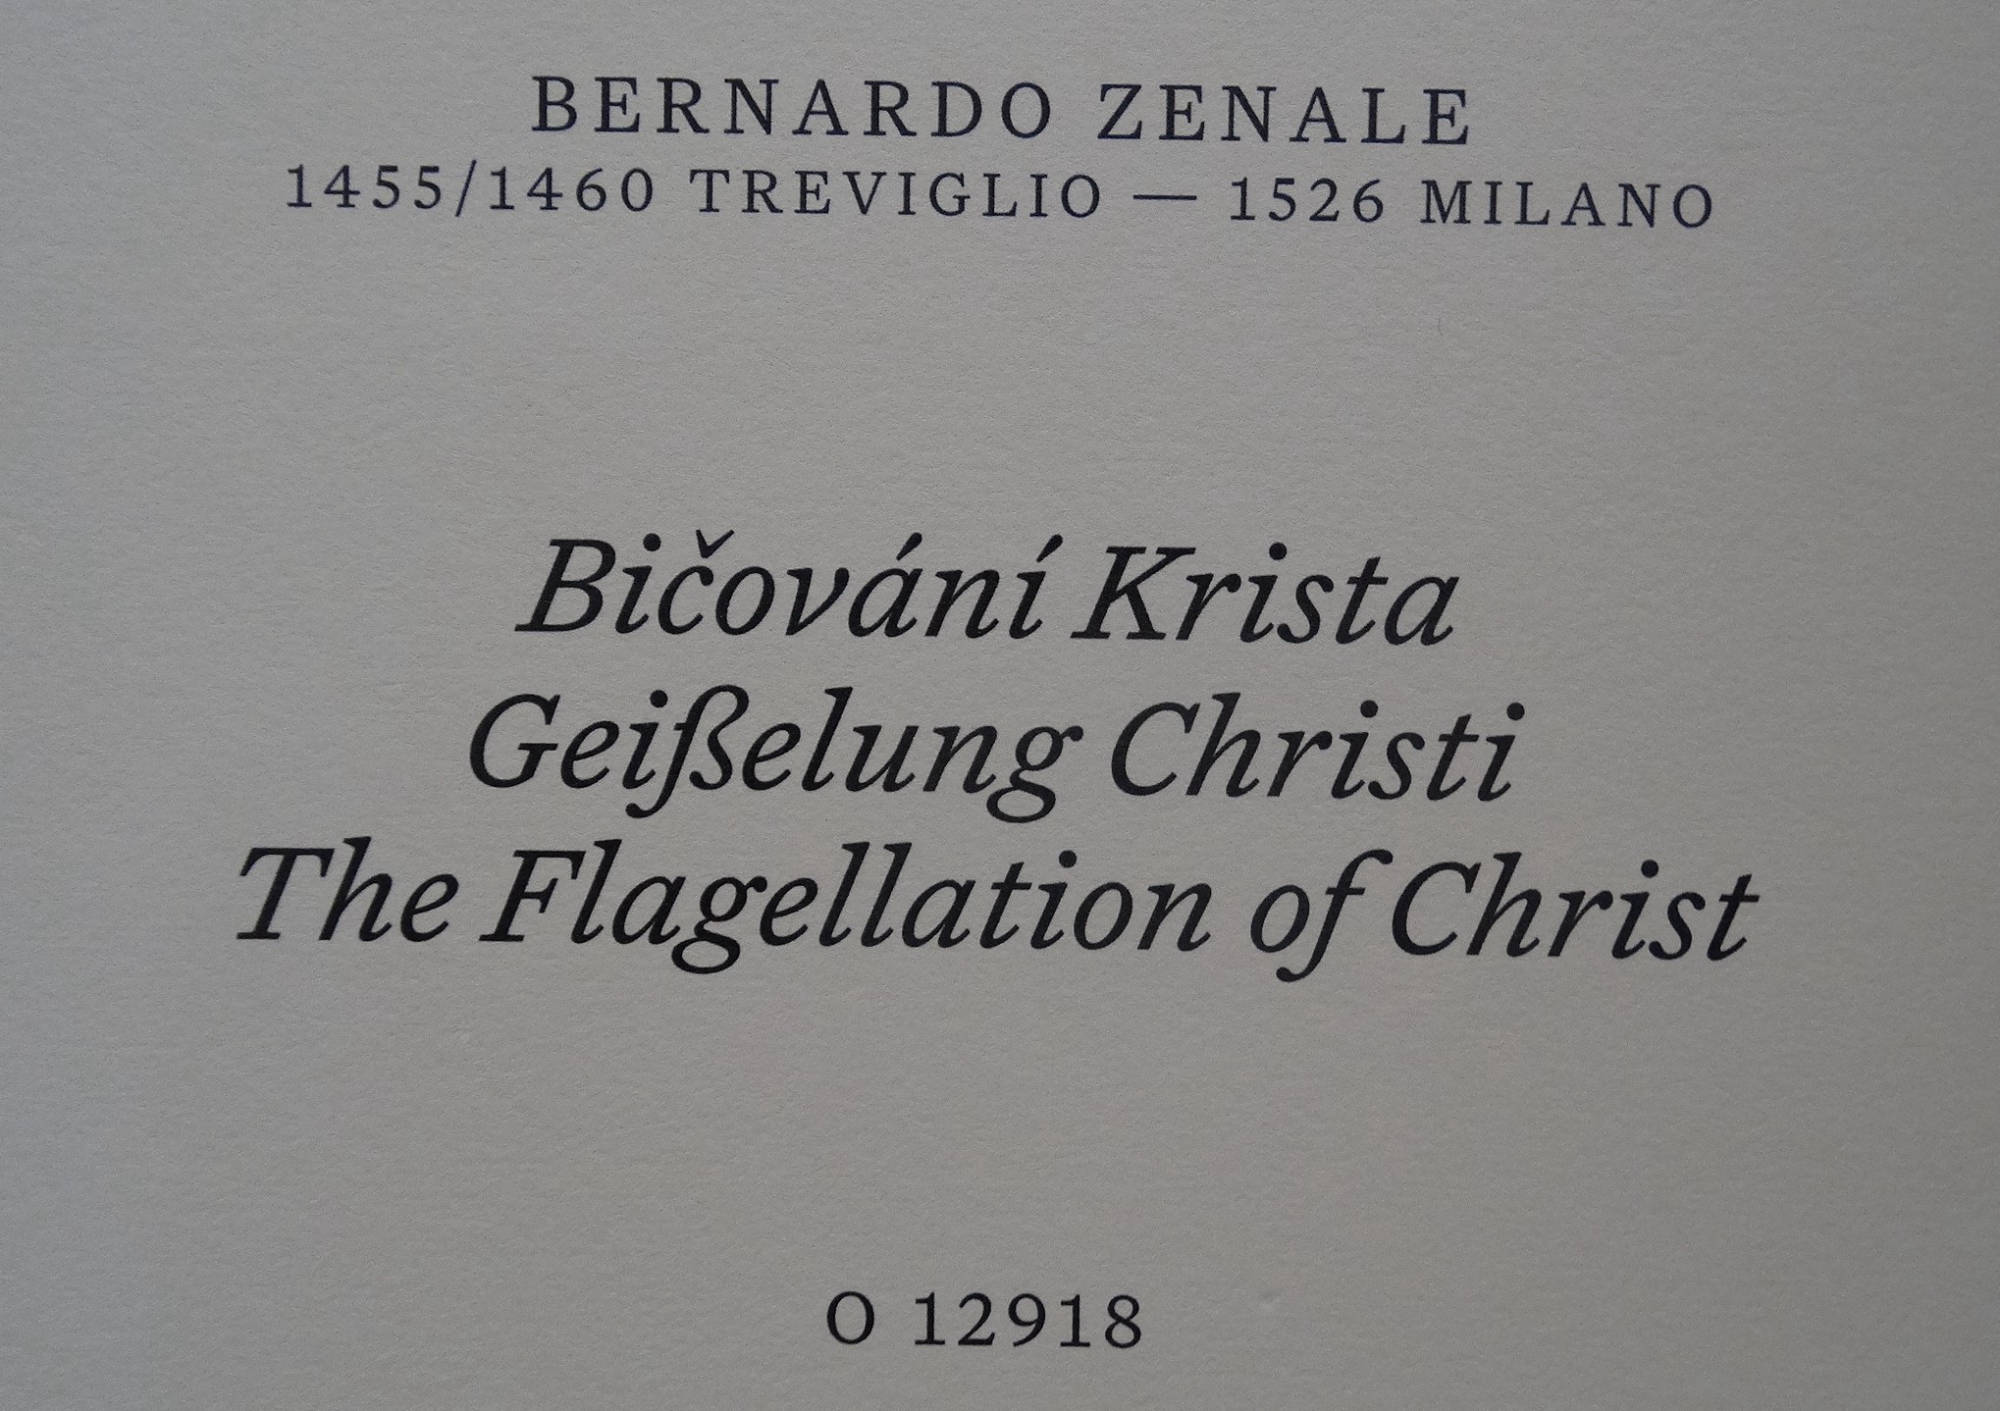 BERNARDO ZENALE
1455/1460 TREVIGLIO — 1526 MILANO
Bičování Krista
Geißelung Christi
The Flagellation of Christ
O 12918